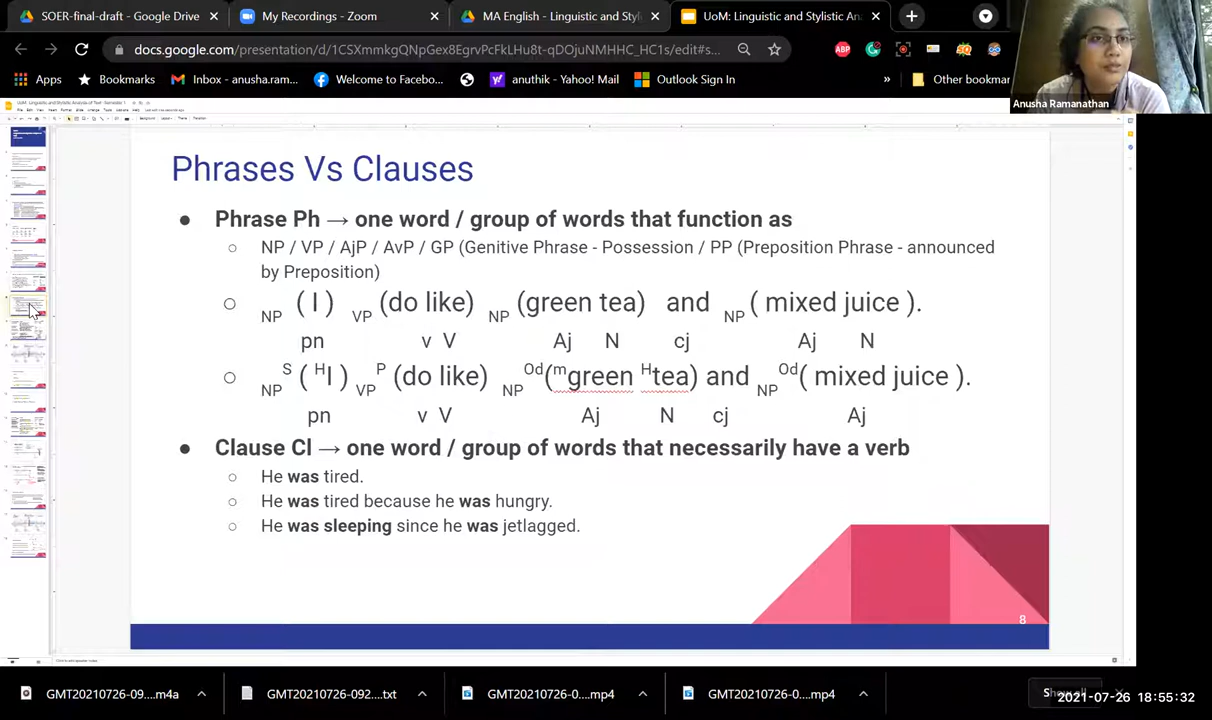 SOER-final-draft - Google Drive
My Recordings - Zoom
MA English - Linguistic and Styli
UoM: Linguistic and Stylistic Ana
docs.google.com/presentation/d/1CSXmmkgQNpGex8EgrvPcFkLHu8t-qDOjuNMHHC_HC1s/edit#s...
ABP
Apps
Bookmarks
Inbox - anusha.ram...
Welcome to Facebo...
anuthik - Yahoo! Mail
Outlook Sign In
»
Other bookmar
Anusha Ramanathan
Phrases Vs Clauses
● Phrase Ph → one word / group of words that function as
○ NP / VP / AjP / AvP / GP (Genitive Phrase - Possession / PP (Preposition Phrase - announced
by Preposition)
○ NP ( I ) VP (do like) NP (green tea) and NP ( mixed juice ).
pn v V Aj N cj Aj N
○ NP S ( H I ) VP P (do like) NP Od (m green H tea) and NP Od ( mixed juice ).
pn v V Aj N cj Aj
● Clause Cl → one word / group of words that necessarily have a verb
○ He was tired.
○ He was tired because he was hungry.
○ He was sleeping since he was jetlagged.
8
GMT20210726-09....m4a
GMT20210726-092....txt
GMT20210726-0....mp4
GMT20210726-0....mp4
2021-07-26 18:55:32